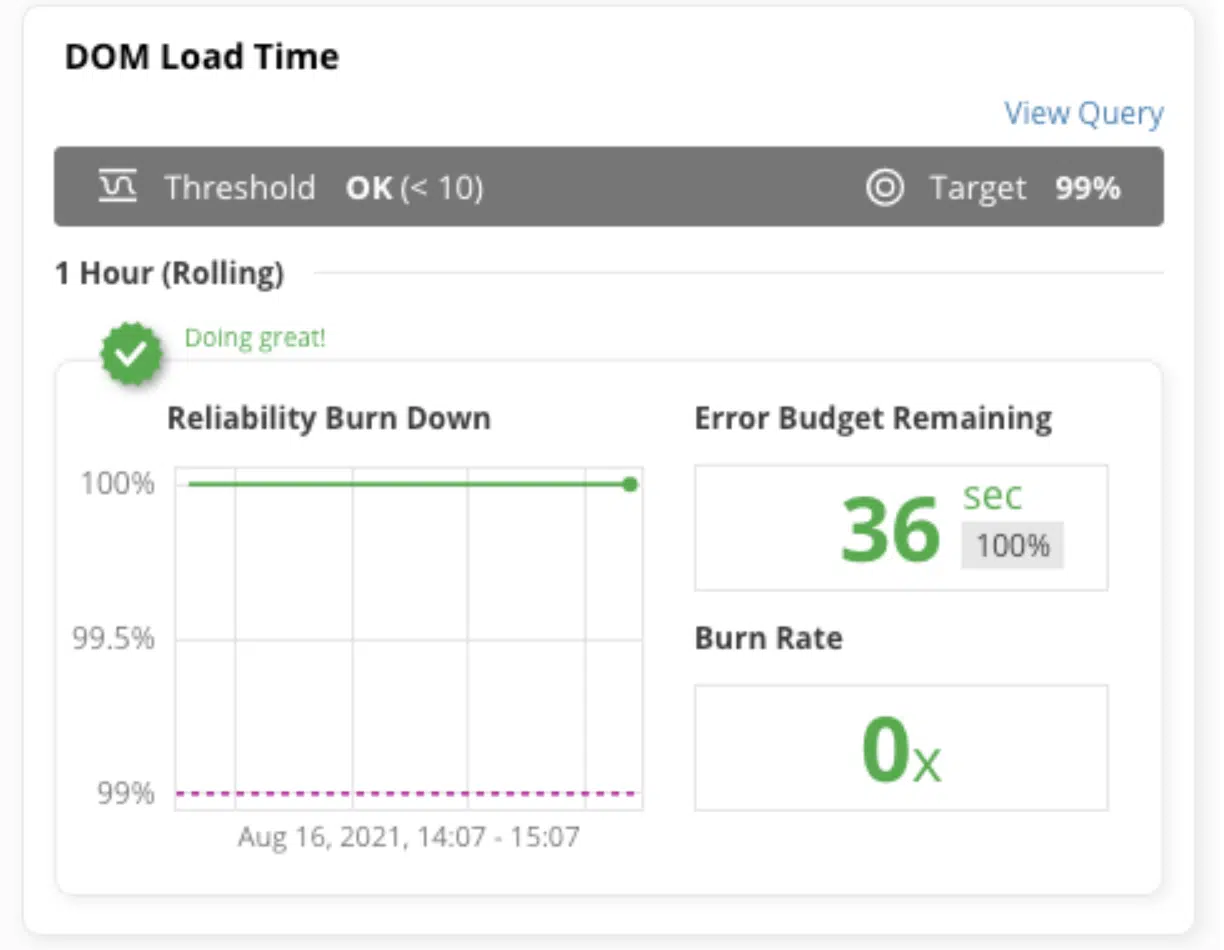 DOM Load Time
View Query
Threshold OK (< 10) Target 99%
1 Hour (Rolling)
Doing great!
Reliability Burn Down
100%
99.5%
99%
Aug 16, 2021, 14:07 - 15:07
Error Budget Remaining
36 sec
100%
Burn Rate
0x